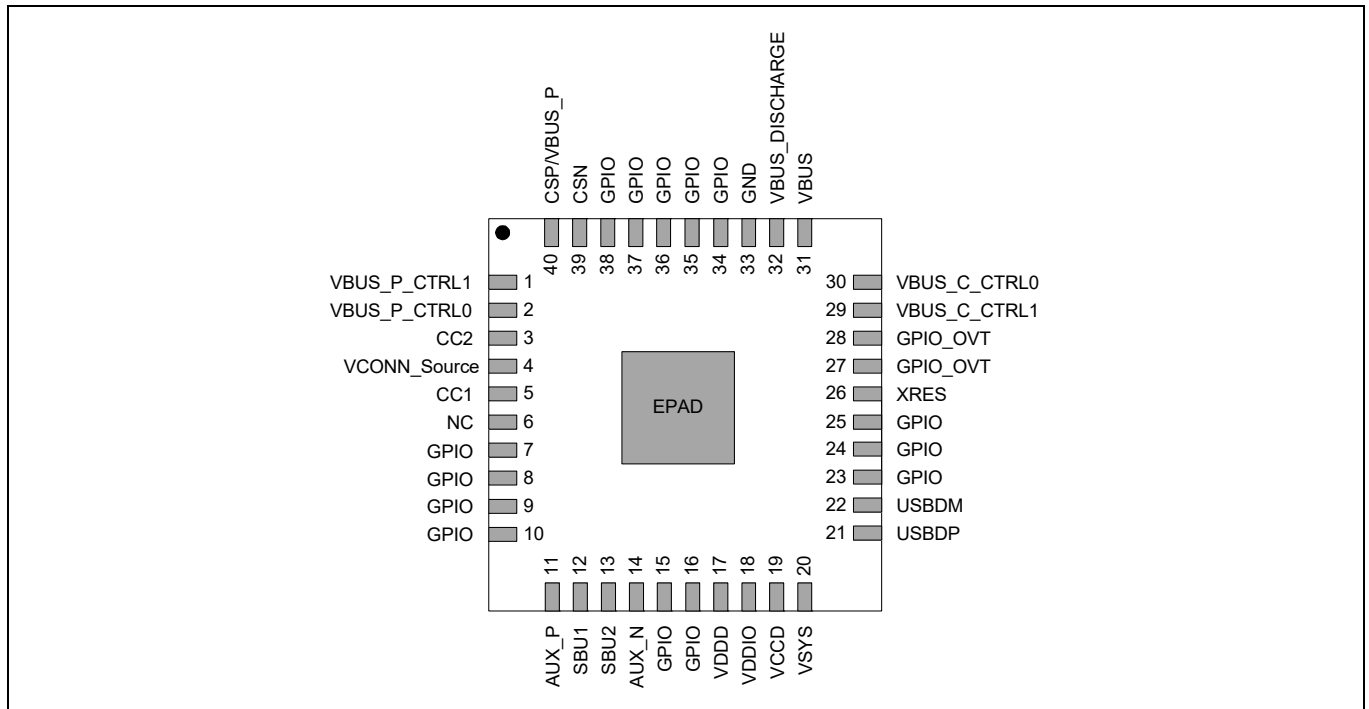 CSP/VBUS_P
CSN
GPIO
GPIO
GPIO
GPIO
GPIO
GND
VBUS_DISCHARGE
VBUS
40
39
38
37
36
35
34
33
32
31
VBUS_P_CTRL1 1
VBUS_P_CTRL0 2
CC2 3
VCONN_Source 4
CC1 5
NC 6
GPIO 7
GPIO 8
GPIO 9
GPIO 10
EPAD
30 VBUS_C_CTRL0
29 VBUS_C_CTRL1
28 GPIO_OVT
27 GPIO_OVT
26 XRES
25 GPIO
24 GPIO
23 GPIO
22 USBDM
21 USBDP
11
12
13
14
15
16
17
18
19
20
AUX_P
SBU1
SBU2
AUX_N
GPIO
GPIO
VDDD
VDDIO
VCCD
VSYS